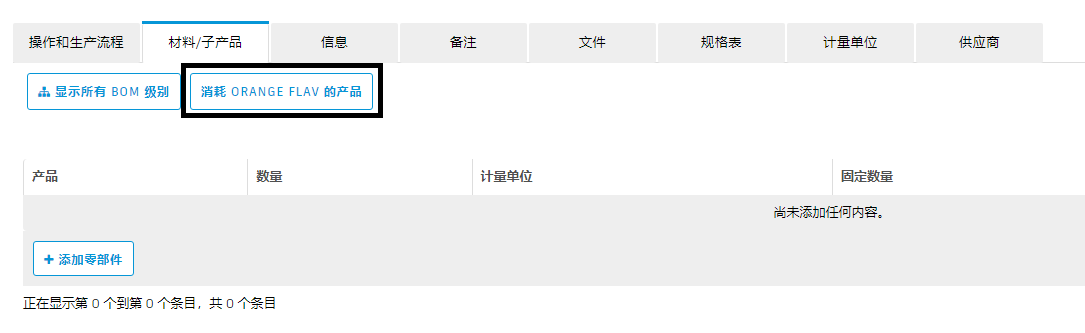 操作和生产流程 材料/子产品 信息 备注 文件 规格表 计量单位 供应商
显示所有 BOM 级别 消耗 ORANGE FLAV 的产品
产品 数量 计量单位 固定数量
尚未添加任何内容。
+ 添加零部件
正在显示第 0 个到第 0 个条目，共 0 个条目